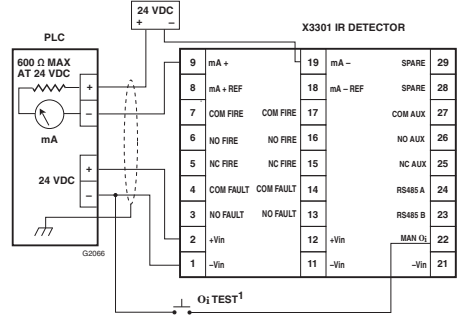 24 VDC
+ −
X3301 IR DETECTOR
PLC
600 Ω MAX
AT 24 VDC
+
−
mA
24 VDC
+
−
G2066
9 mA + 19 mA − SPARE 29
8 mA + REF 18 mA − REF SPARE 28
7 COM FIRE COM FIRE 17 COM AUX 27
6 NO FIRE NO FIRE 16 NO AUX 26
5 NC FIRE NC FIRE 15 NC AUX 25
4 COM FAULT COM FAULT 14 RS485 A 24
3 NO FAULT NO FAULT 13 RS485 B 23
2 +Vin 12 +Vin MAN Oi 22
1 −Vin 11 −Vin −Vin 21
Oi TEST1